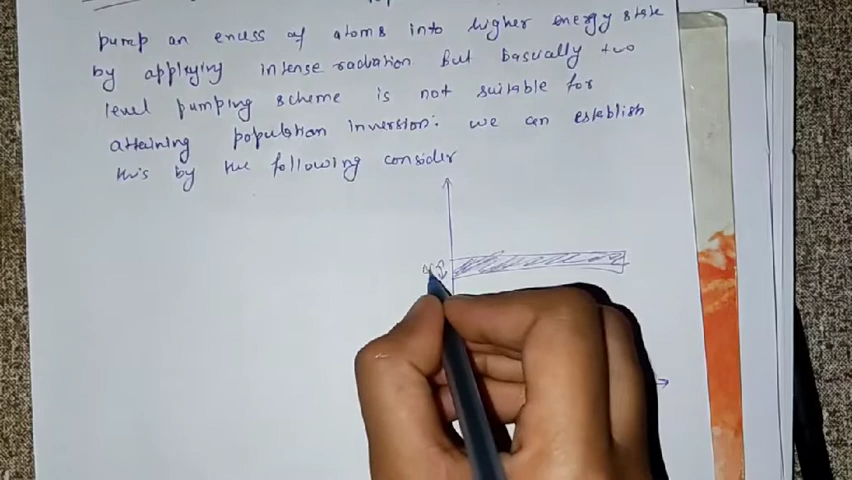 pump an excess of atoms into higher energy state
by applying intense radiation But basically two
level pumping scheme is not suitable for
attaining population inversion. we can establish
this by the following consider